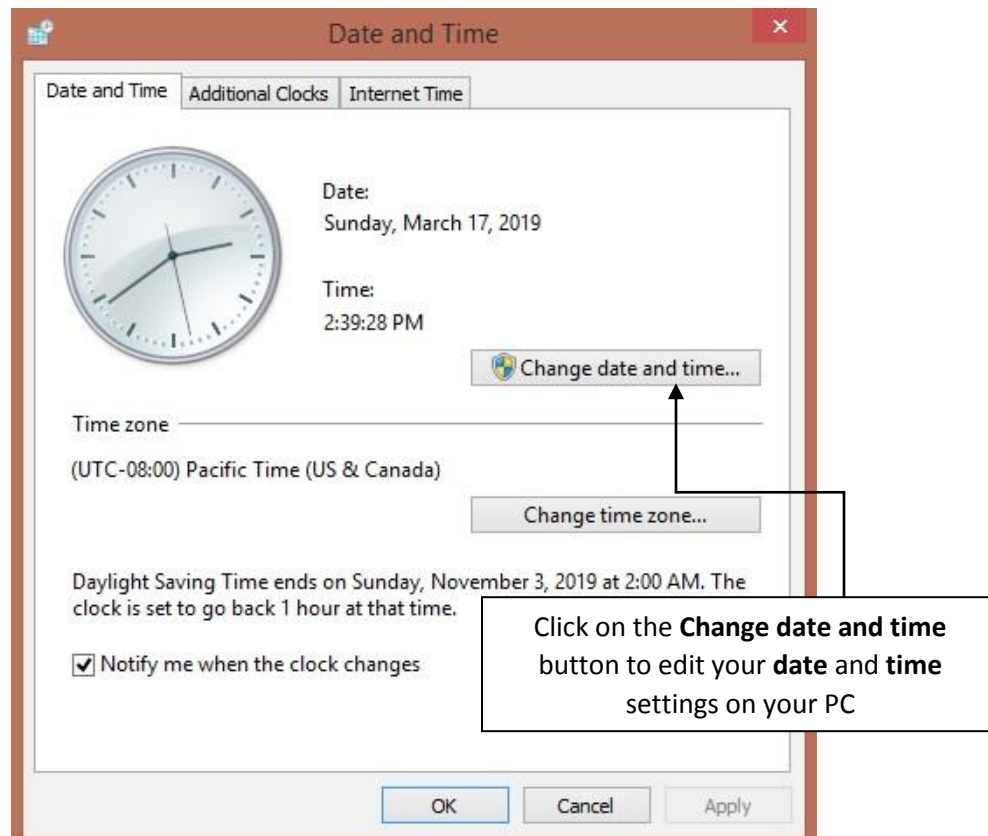 Date and Time
Date and Time Additional Clocks Internet Time
Date:
Sunday, March 17, 2019
Time:
2:39:28 PM
Change date and time...
Time zone
(UTC-08:00) Pacific Time (US & Canada)
Change time zone...
Daylight Saving Time ends on Sunday, November 3, 2019 at 2:00 AM. The
clock is set to go back 1 hour at that time.
Click on the Change date and time
button to edit your date and time
settings on your PC
Notify me when the clock changes
OK Cancel Apply